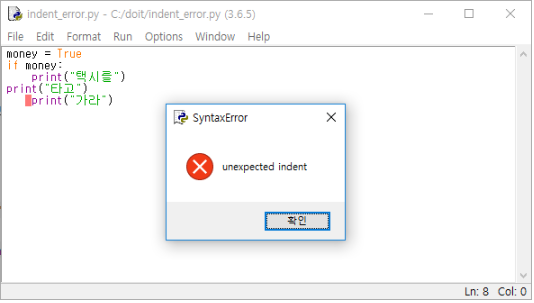 indent_error.py - C:/doit/indent_error.py (3.6.5)
File Edit Format Run Options Window Help
money = True
if money:
    print("택시를")
print("타고")
    print("가라")
SyntaxError
unexpected indent
확인
Ln: 8 Col: 0